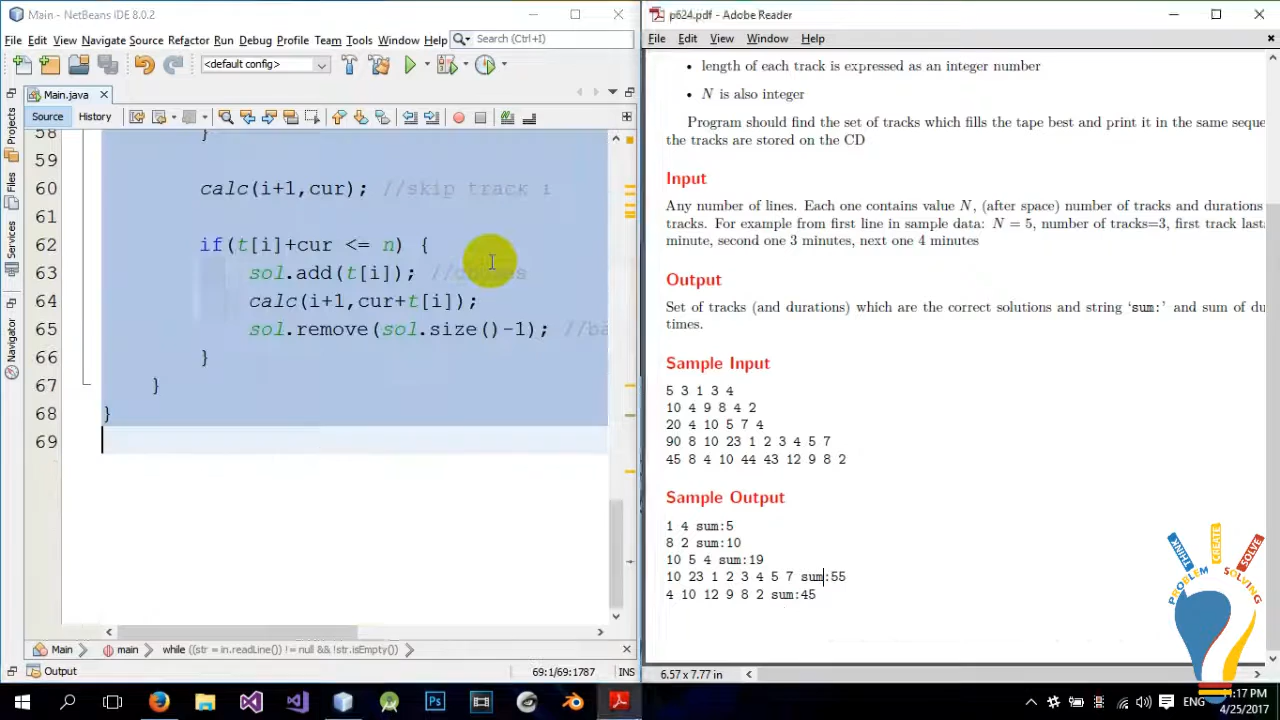 Main - NetBeans IDE 8.0.2
File Edit View Navigate Source Refactor Run Debug Profile Team Tools Window Help
Search (Ctrl+I)
<default config>
Main.java
Source History
Projects
Files
Services
Navigator
58 }
59
60 calc(i+1,cur); //skip track i
61
62 if(t[i]+cur <= n) {
63 sol.add(t[i]);
64 calc(i+1,cur+t[i]);
65 sol.remove(sol.size()-1);
66 }
67 }
68 }
69
Main main while ((str = in.readLine()) != null && !str.isEmpty())
Output
69:1/69:1787 INS
p624.pdf - Adobe Reader
File Edit View Window Help
• length of each track is expressed as an integer number
• N is also integer
Program should find the set of tracks which fills the tape best and print it in the same seque
the tracks are stored on the CD
Input
Any number of lines. Each one contains value N, (after space) number of tracks and durations
tracks. For example from first line in sample data: N = 5, number of tracks=3, first track last
minute, second one 3 minutes, next one 4 minutes
Output
Set of tracks (and durations) which are the correct solutions and string ‘sum:’ and sum of du
times.
Sample Input
5 3 1 3 4
10 4 9 8 4 2
20 4 10 5 7 4
90 8 10 23 1 2 3 4 5 7
45 8 4 10 44 43 12 9 8 2
Sample Output
1 4 sum:5
8 2 sum:10
10 5 4 sum:19
10 23 1 2 3 4 5 7 sum:55
4 10 12 9 8 2 sum:45
6.57 x 7.77 in
THINK
CREATE
SOLVE
PROBLEM
SOLVING
ENG
11:17 PM
4/25/2017